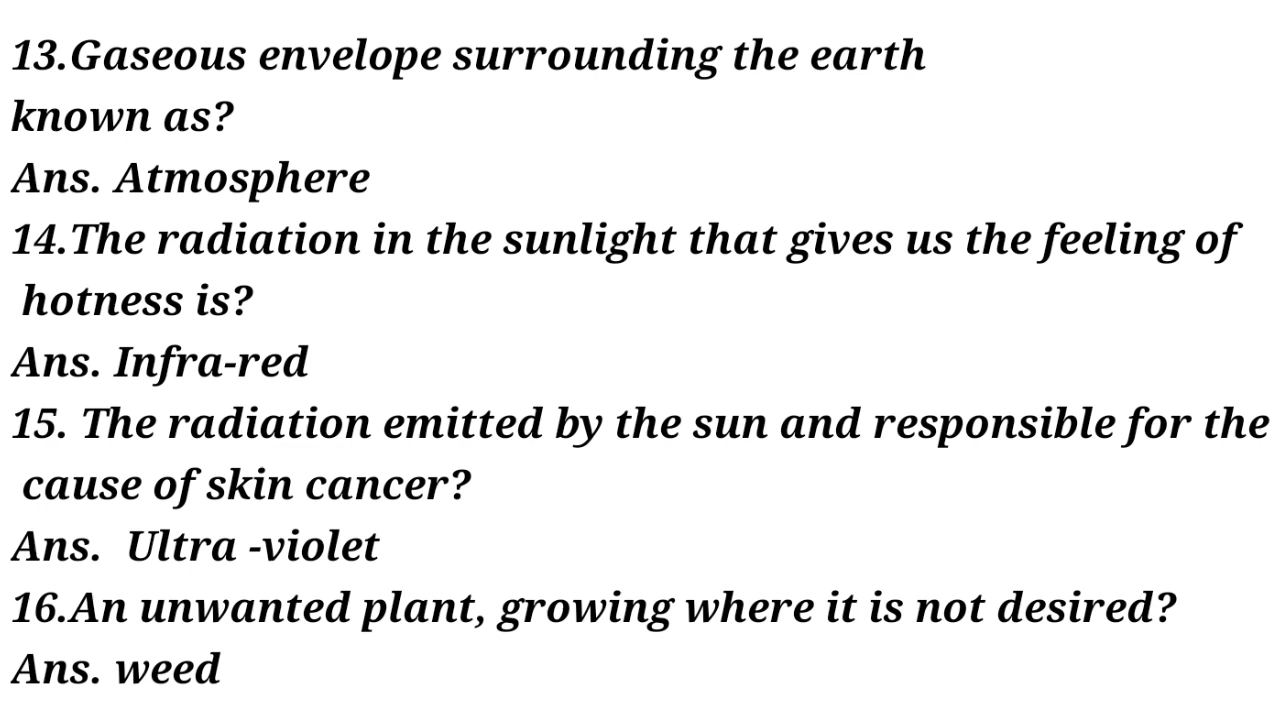 13.Gaseous envelope surrounding the earth
known as?
Ans. Atmosphere
14.The radiation in the sunlight that gives us the feeling of
hotness is?
Ans. Infra-red
15. The radiation emitted by the sun and responsible for the
cause of skin cancer?
Ans.  Ultra -violet
16.An unwanted plant, growing where it is not desired?
Ans. weed